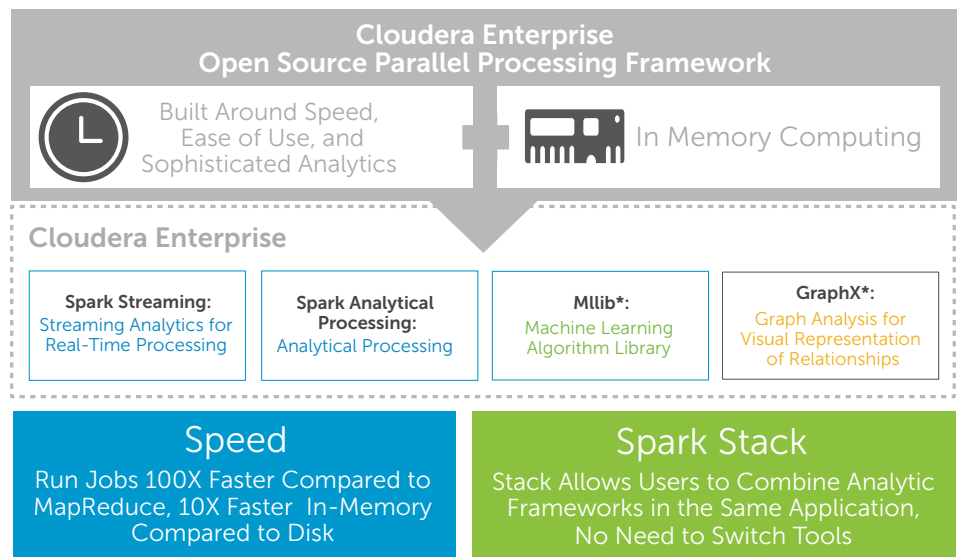 Cloudera Enterprise
Open Source Parallel Processing Framework
Built Around Speed,
Ease of Use, and
Sophisticated Analytics
In Memory Computing
Cloudera Enterprise
Spark Streaming:
Streaming Analytics for
Real-Time Processing
Spark Analytical
Processing:
Analytical Processing
Mllib*:
Machine Learning
Algorithm Library
GraphX*:
Graph Analysis for
Visual Representation
of Relationships
Speed
Run Jobs 100X Faster Compared to
MapReduce, 10X Faster  In-Memory
Compared to Disk
Spark Stack
Stack Allows Users to Combine Analytic
Frameworks in the Same Application,
No Need to Switch Tools